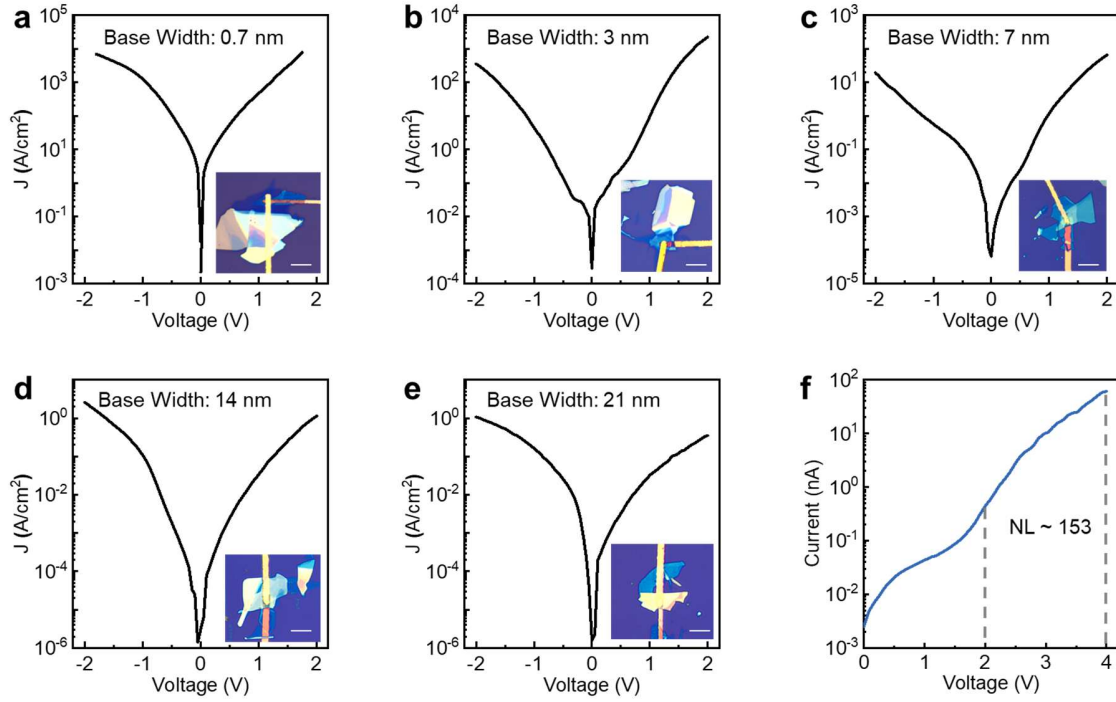 a
Base Width: 0.7 nm
10^5
10^3
10^1
10^-1
10^-3
J (A/cm^2)
-2 -1 0 1 2
Voltage (V)
b
Base Width: 3 nm
10^4
10^2
10^0
10^-2
10^-4
J (A/cm^2)
-2 -1 0 1 2
Voltage (V)
c
Base Width: 7 nm
10^3
10^1
10^-1
10^-3
10^-5
J (A/cm^2)
-2 -1 0 1 2
Voltage (V)
d
Base Width: 14 nm
10^0
10^-2
10^-4
10^-6
J (A/cm^2)
-2 -1 0 1 2
Voltage (V)
e
Base Width: 21 nm
10^0
10^-2
10^-4
10^-6
J (A/cm^2)
-2 -1 0 1 2
Voltage (V)
f
10^2
10^1
10^0
10^-1
10^-2
10^-3
Current (nA)
NL ~ 153
0 1 2 3 4
Voltage (V)